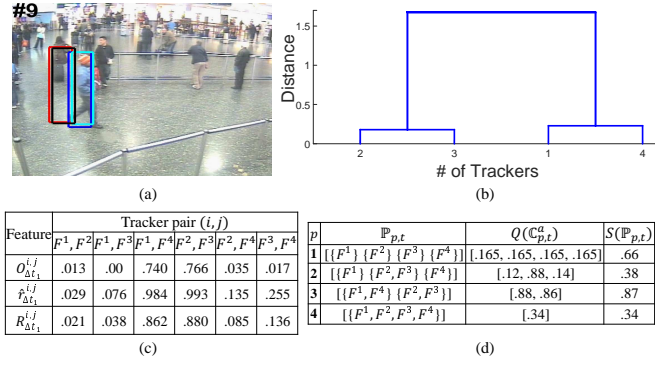 #9
Distance
1.5
1
0.5
0
2 3 1 4
# of Trackers
(a) (b)
Feature Tracker pair (i, j)
F¹, F² F¹, F³ F¹, F⁴ F², F³ F², F⁴ F³, F⁴
O^{i,j}_{Δt₁} .013 .00 .740 .766 .035 .017
r̂^{i,j}_{Δt₁} .029 .076 .984 .993 .135 .255
R^{i,j}_{Δt₁} .021 .038 .862 .880 .085 .136
(c)
p ℙ_{p,t} Q(ℂ^a_{p,t}) S(ℙ_{p,t})
1 [{F¹} {F²} {F³} {F⁴}] [.165, .165, .165, .165] .66
2 [{F¹} {F², F³} {F⁴}] [.12, .88, .14] .38
3 [{F¹, F⁴} {F², F³}] [.88, .86] .87
4 [{F¹, F², F³, F⁴}] [.34] .34
(d)